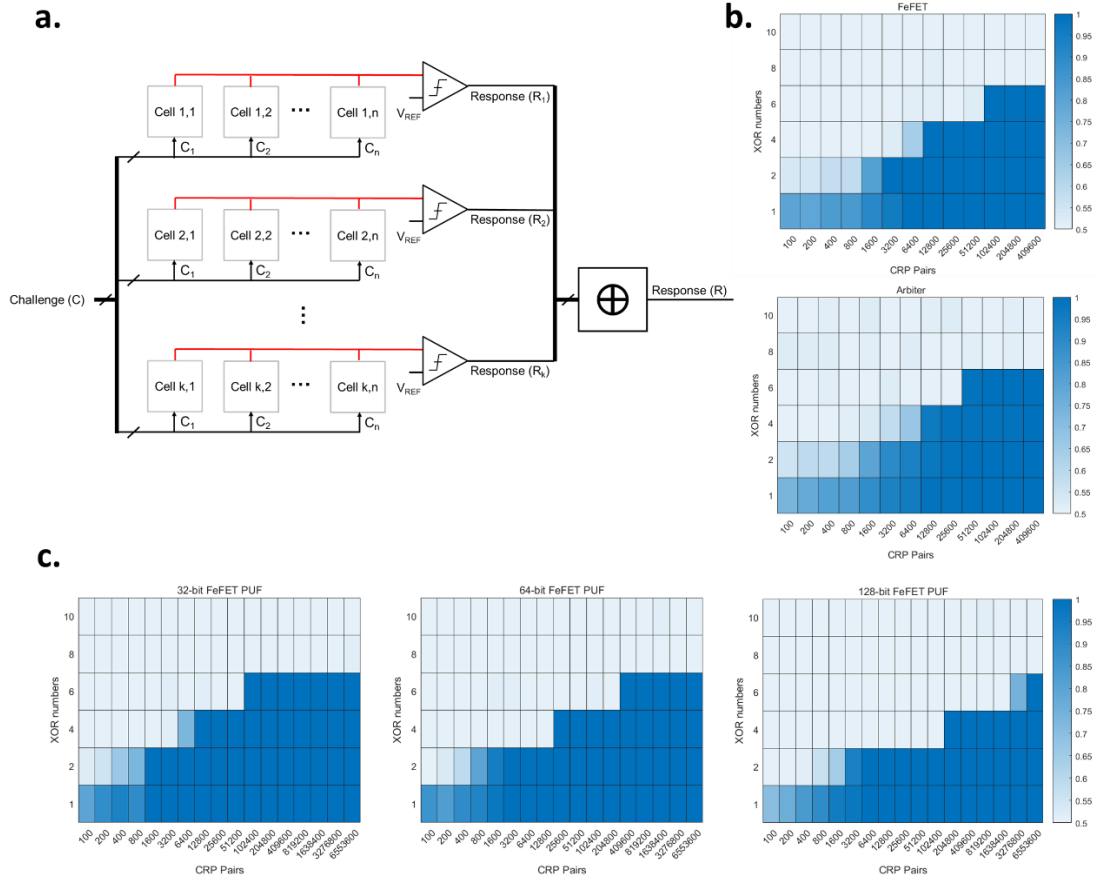 a.
Cell 1,1
Cell 1,2
...
Cell 1,n
VREF
Response (R1)
C1
C2
Cn
Cell 2,1
Cell 2,2
...
Cell 2,n
VREF
Response (R2)
C1
C2
Cn
Challenge (C)
...
Response (R)
Cell k,1
Cell k,2
...
Cell k,n
VREF
Response (Rk)
C1
C2
Cn
b.
FeFET
XOR numbers
10
8
6
4
2
1
100 200 400 800 1600 3200 6400 12800 25600 51200 102400 204800 409600
CRP Pairs
1
0.95
0.9
0.85
0.8
0.75
0.7
0.65
0.6
0.55
0.5
Arbiter
XOR numbers
10
8
6
4
2
1
100 200 400 800 1600 3200 6400 12800 25600 51200 102400 204800 409600
CRP Pairs
1
0.95
0.9
0.85
0.8
0.75
0.7
0.65
0.6
0.55
0.5
c.
32-bit FeFET PUF
XOR numbers
10
8
6
4
2
1
100 200 400 800 1600 3200 6400 12800 25600 51200 102400 204800 409600 819200 1638400 3276800 6553600
CRP Pairs
64-bit FeFET PUF
XOR numbers
10
8
6
4
2
1
100 200 400 800 1600 3200 6400 12800 25600 51200 102400 204800 409600 819200 1638400 3276800 6553600
CRP Pairs
128-bit FeFET PUF
XOR numbers
10
8
6
4
2
1
100 200 400 800 1600 3200 6400 12800 25600 51200 102400 204800 409600 819200 1638400 3276800 6553600
CRP Pairs
1
0.95
0.9
0.85
0.8
0.75
0.7
0.65
0.6
0.55
0.5